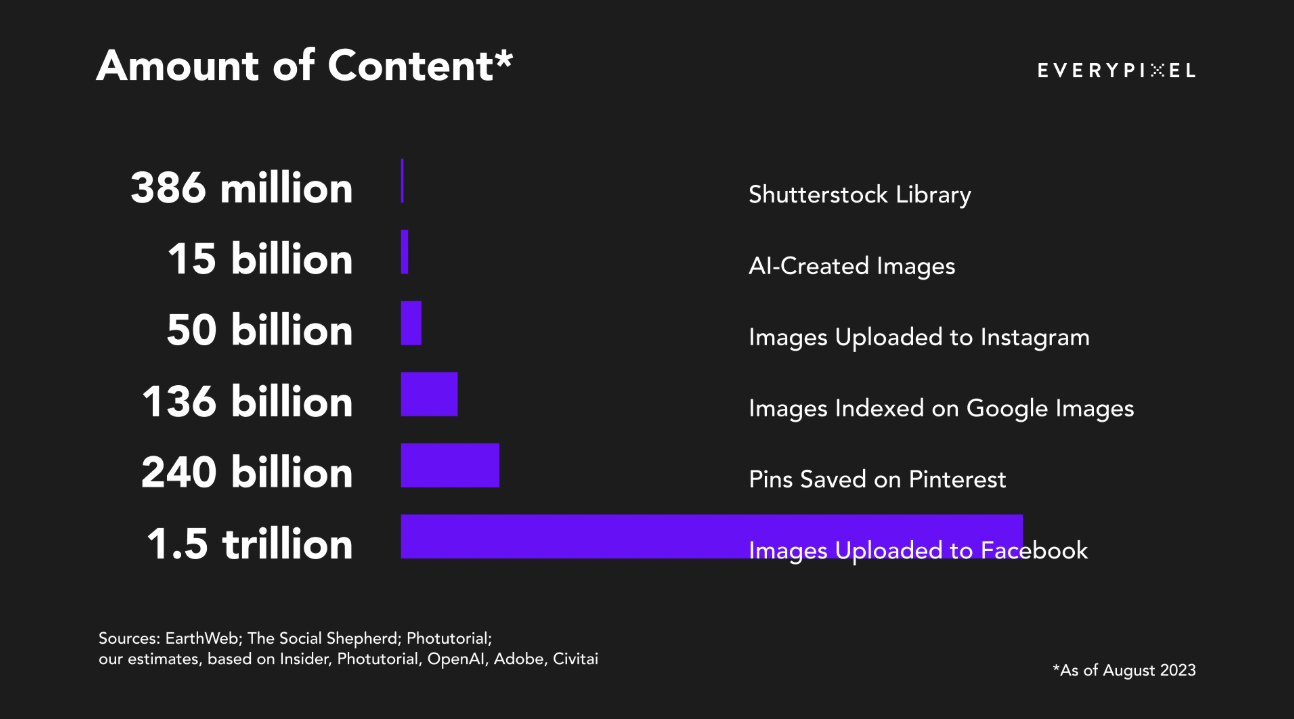 Amount of Content*
EVERYPIXEL
386 million Shutterstock Library
15 billion AI-Created Images
50 billion Images Uploaded to Instagram
136 billion Images Indexed on Google Images
240 billion Pins Saved on Pinterest
1.5 trillion Images Uploaded to Facebook
Sources: EarthWeb; The Social Shepherd; Photutorial;
our estimates, based on Insider, Photutorial, OpenAI, Adobe, Civitai
*As of August 2023